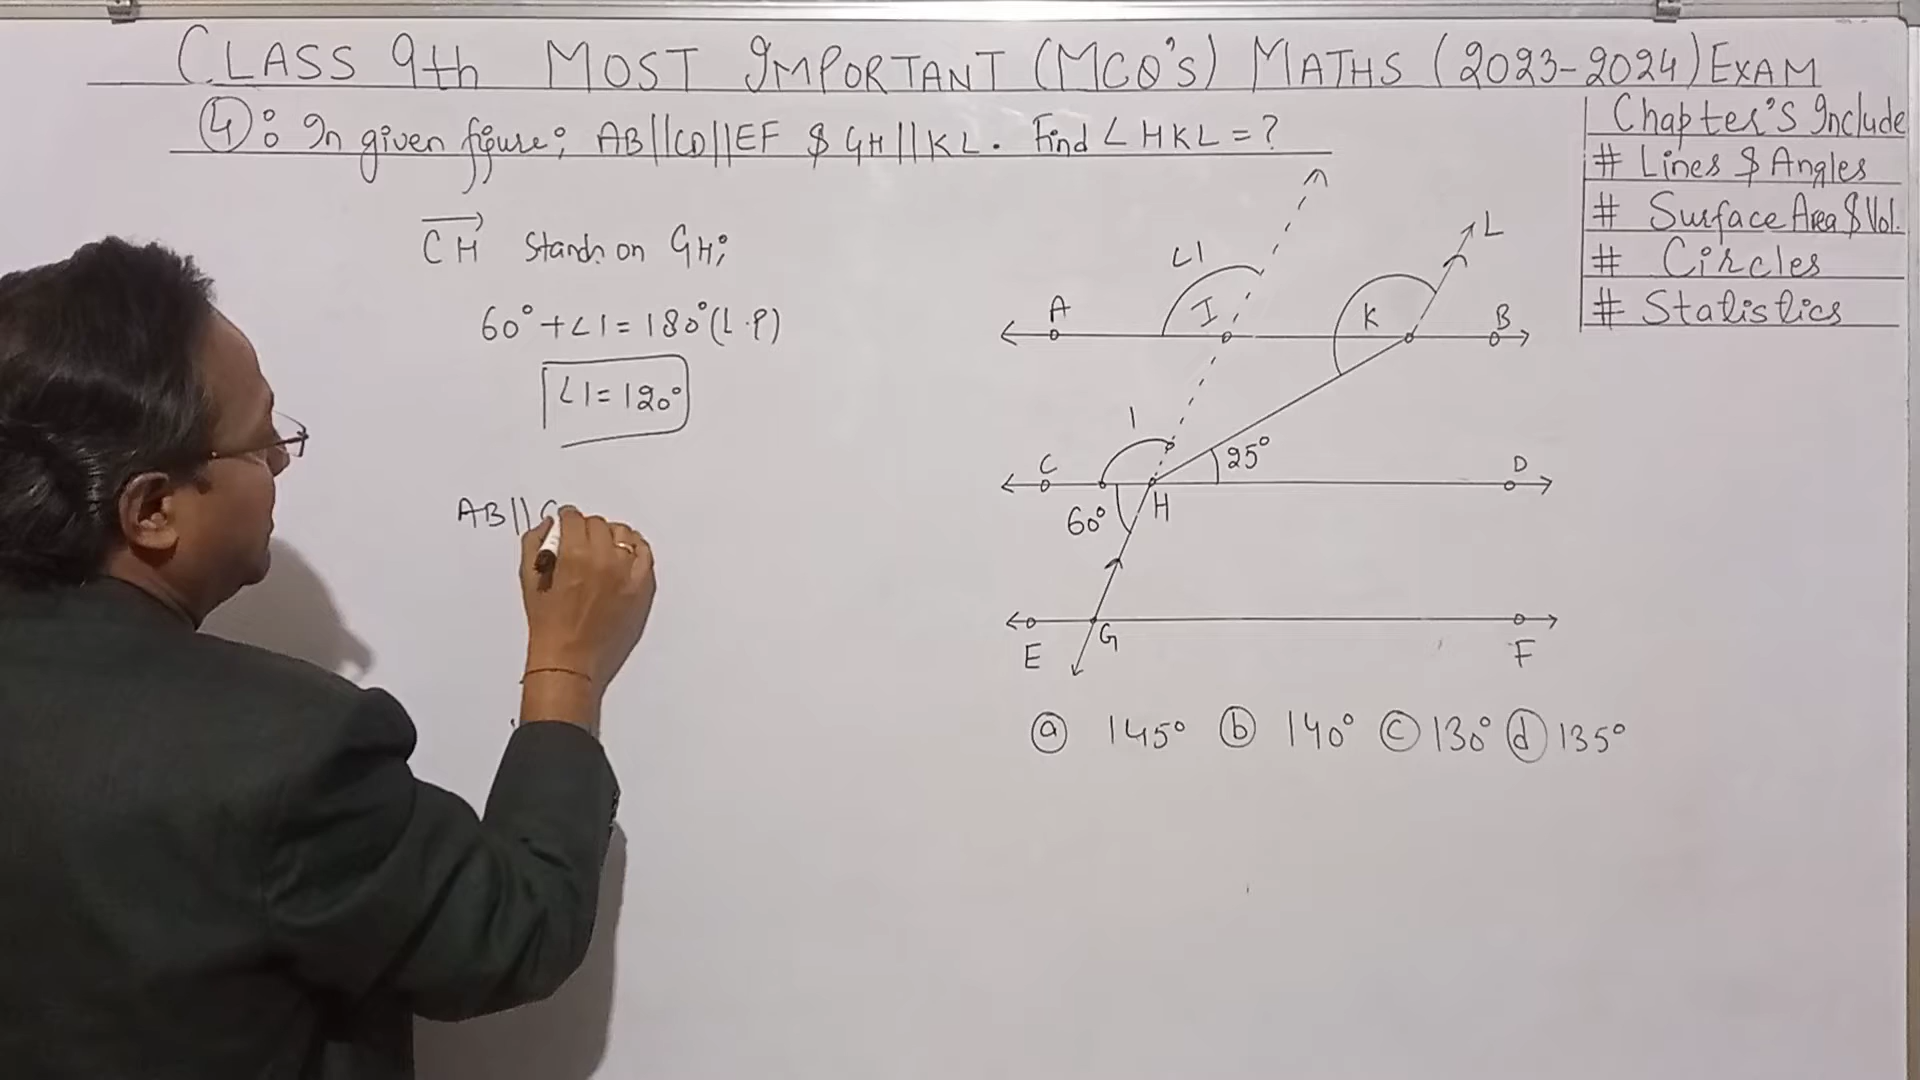 CLASS 9th MOST IMPORTANT (MCQ'S) MATHS (2023-2024) EXAM
④: In given figure; AB||CD||EF $ GH||KL. Find ∠HKL = ?
Chapter's Include
# Lines $ Angles
# Surface Area $ Vol.
# Circles
# Statistics
CH Stands on GH;
60° + ∠1 = 180° (L.P)
∠1 = 120°
AB||C
L
∠1
A I K B
1
25°
C D
60° H
G
E F
ⓐ 145° ⓑ 140° ⓒ 130° ⓓ 135°